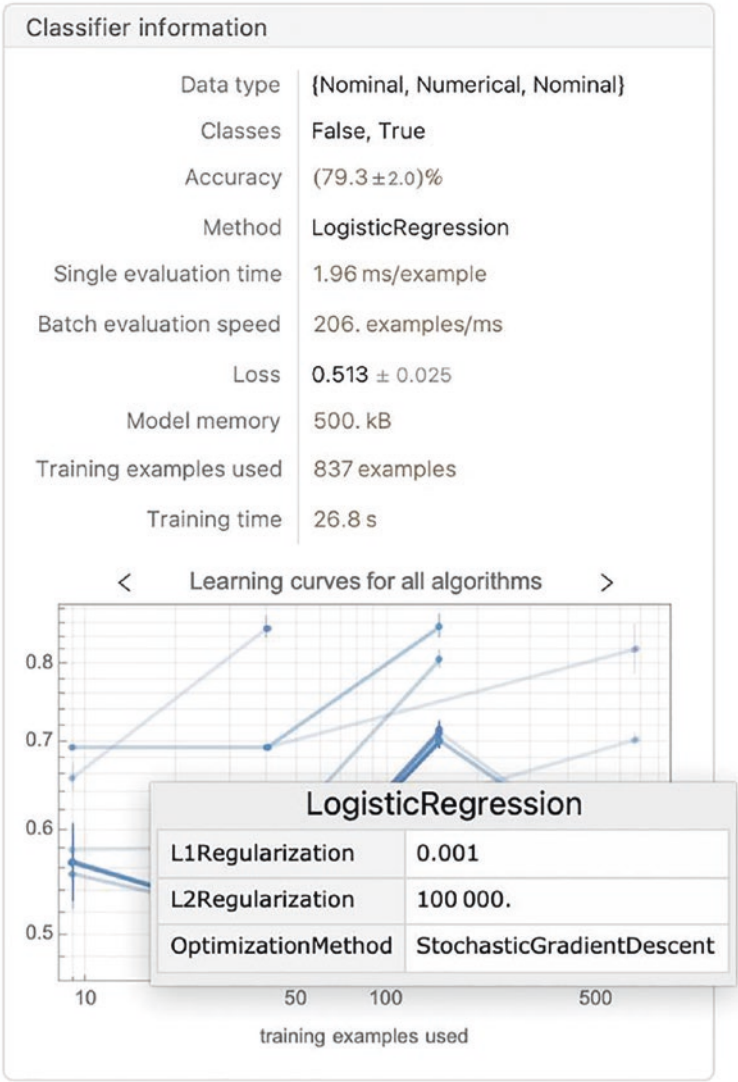 Classifier information
Data type {Nominal, Numerical, Nominal}
Classes False, True
Accuracy (79.3 ± 2.0)%
Method LogisticRegression
Single evaluation time 1.96 ms/example
Batch evaluation speed 206. examples/ms
Loss 0.513 ± 0.025
Model memory 500. kB
Training examples used 837 examples
Training time 26.8 s
< Learning curves for all algorithms >
0.8
0.7
0.6
0.5
LogisticRegression
L1Regularization 0.001
L2Regularization 100 000.
OptimizationMethod StochasticGradientDescent
10 50 100 500
training examples used